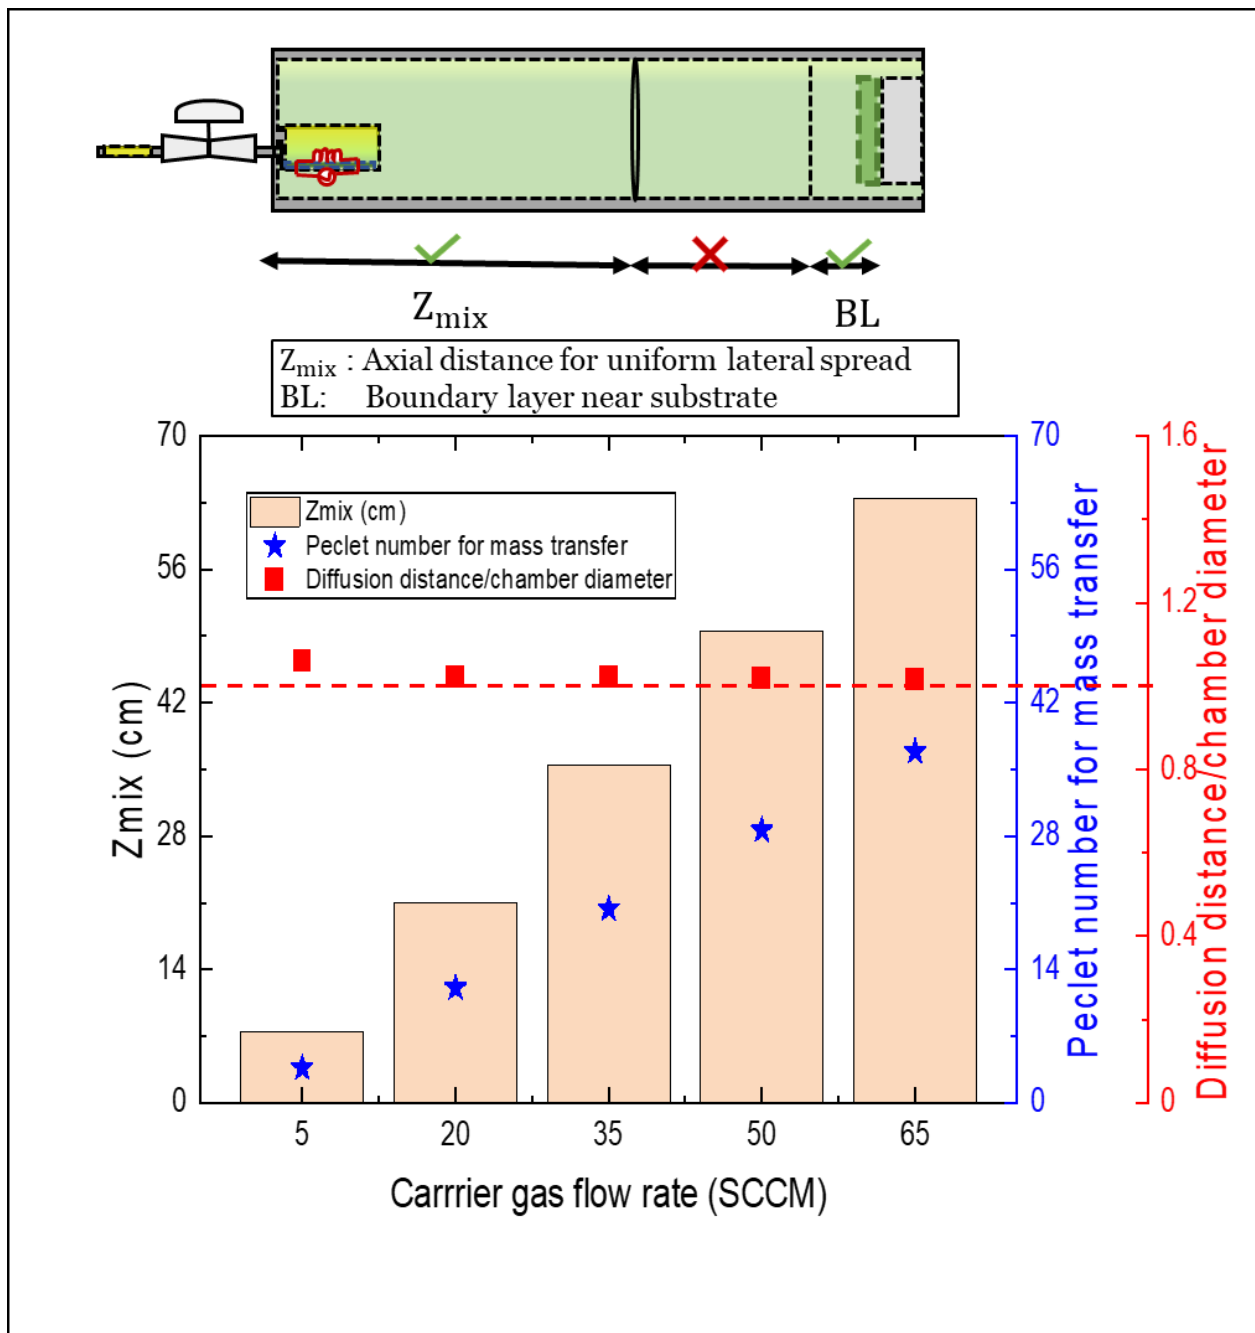 Zmix
BL
Zmix : Axial distance for uniform lateral spread
BL: Boundary layer near substrate
Zmix (cm)
Peclet number for mass transfer
Diffusion distance/chamber diameter
70
56
42
28
14
0
Zmix (cm)
5 20 35 50 65
Carrrier gas flow rate (SCCM)
70
56
42
28
14
0
Peclet number for mass transfer
1.6
1.2
0.8
0.4
0
Diffusion distance/chamber diameter